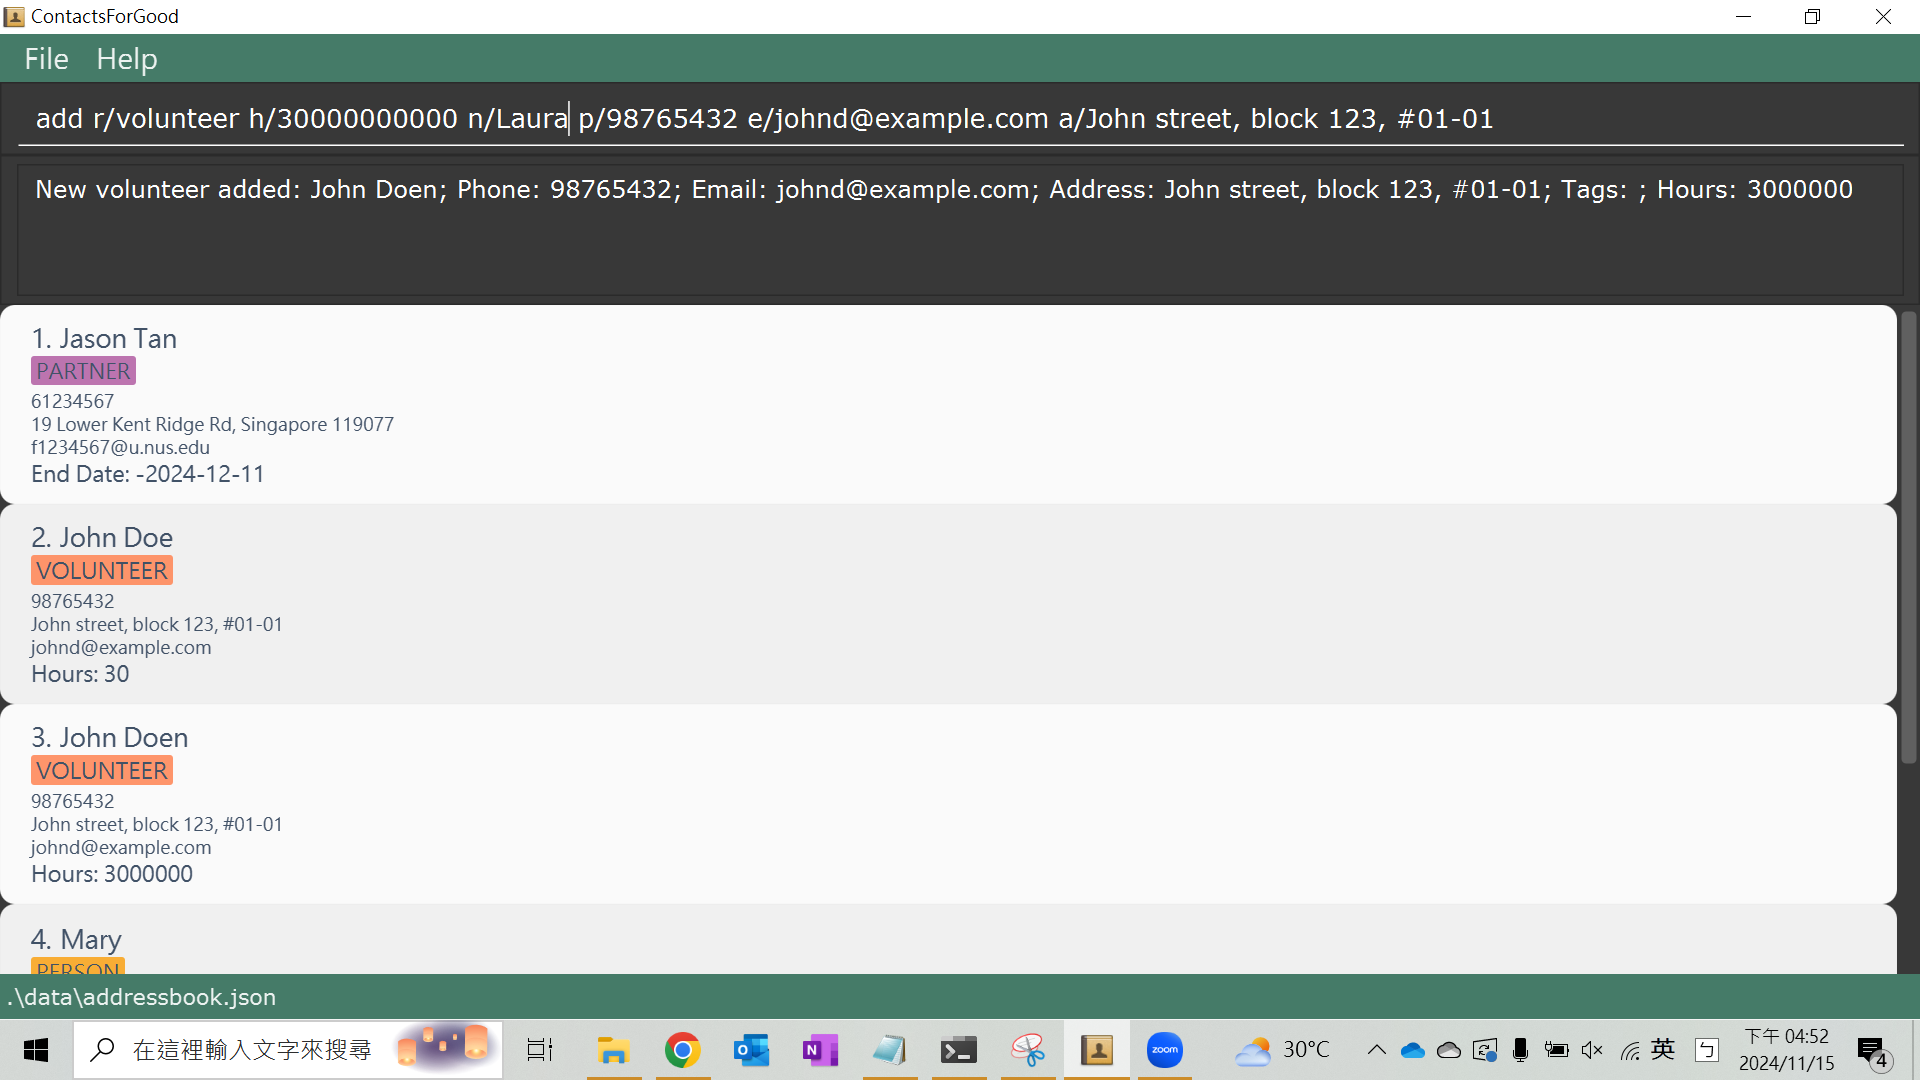 ContactsForGood
File Help
add r/volunteer h/30000000000 n/Laura p/98765432 e/johnd@example.com a/John street, block 123, #01-01
New volunteer added: John Doen; Phone: 98765432; Email: johnd@example.com; Address: John street, block 123, #01-01; Tags: ; Hours: 3000000
1. Jason Tan
PARTNER
61234567
19 Lower Kent Ridge Rd, Singapore 119077
f1234567@u.nus.edu
End Date: -2024-12-11
2. John Doe
VOLUNTEER
98765432
John street, block 123, #01-01
johnd@example.com
Hours: 30
3. John Doen
VOLUNTEER
98765432
John street, block 123, #01-01
johnd@example.com
Hours: 3000000
4. Mary
PERSON
.\data\addressbook.json
在這裡輸入文字來搜尋
zoom
30°C
英
ㄅ
下午 04:52
2024/11/15
4